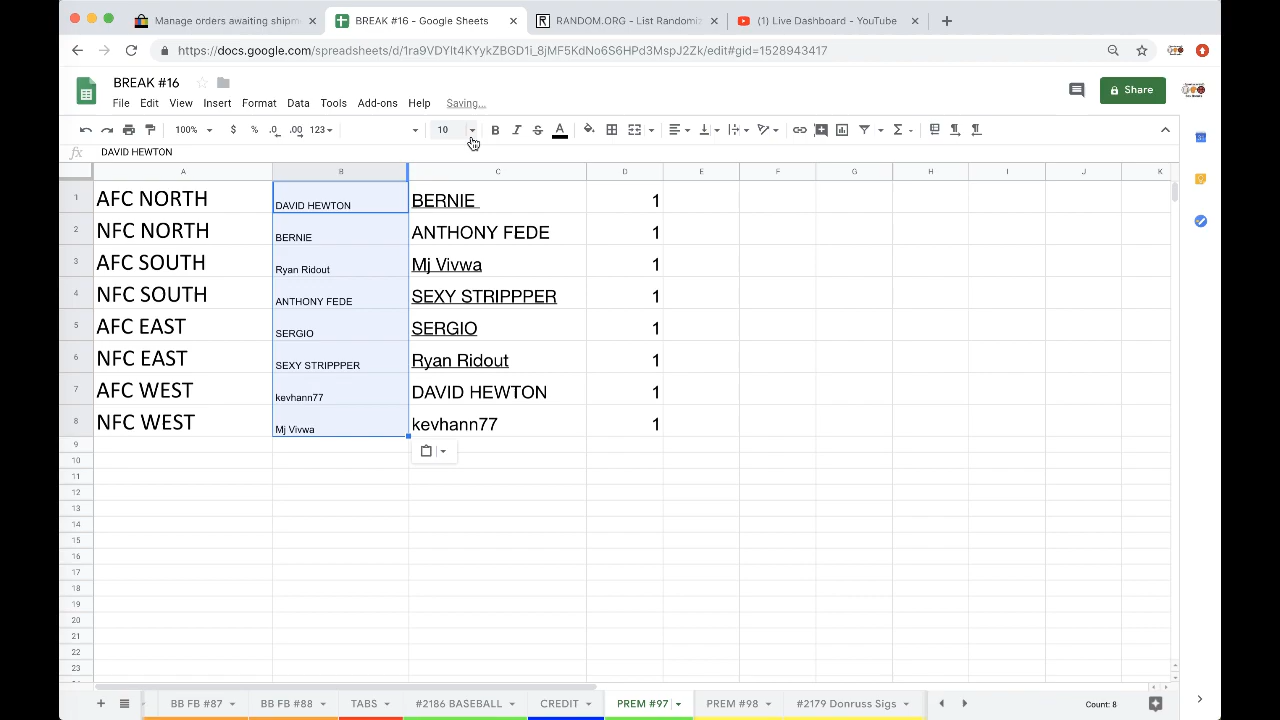 Manage orders awaiting shipm
BREAK #16 - Google Sheets
RANDOM.ORG - List Randomiz
(1) Live Dashboard - YouTube
https://docs.google.com/spreadsheets/d/1ra9VDYlt4KYykZBGD1i_8jMF5KdNo6S6HPd3MspJ2Zk/edit#gid=1528943417
BREAK #16
File Edit View Insert Format Data Tools Add-ons Help Saving...
Share
100% $ % .0 .00 123 10 B I S A
fx DAVID HEWTON
A B C D E F G H I J K
1 AFC NORTH DAVID HEWTON BERNIE 1
2 NFC NORTH BERNIE ANTHONY FEDE 1
3 AFC SOUTH Ryan Ridout Mj Vivwa 1
4 NFC SOUTH ANTHONY FEDE SEXY STRIPPPER 1
5 AFC EAST SERGIO SERGIO 1
6 NFC EAST SEXY STRIPPPER Ryan Ridout 1
7 AFC WEST kevhann77 DAVID HEWTON 1
8 NFC WEST Mj Vivwa kevhann77 1
9
10
11
12
13
14
15
16
17
18
19
20
21
22
23
BB FB #87 BB FB #88 TABS #2186 BASEBALL CREDIT PREM #97 PREM #98 #2179 Donruss Sigs
Count: 8